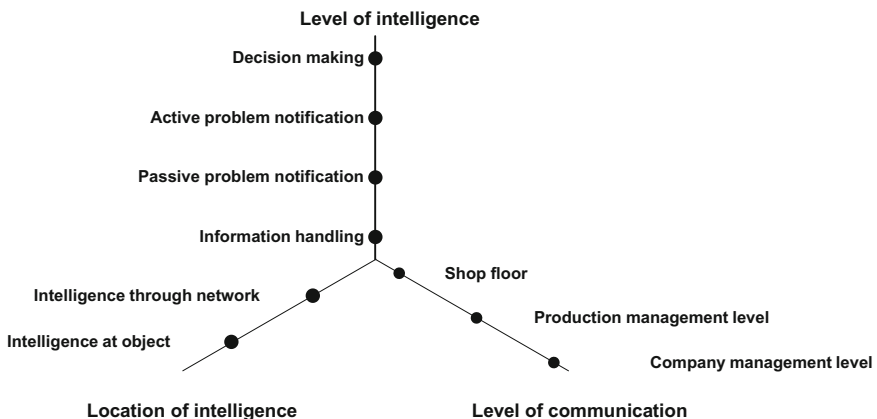 Level of intelligence
Decision making
Active problem notification
Passive problem notification
Information handling
Shop floor
Intelligence through network
Production management level
Intelligence at object
Company management level
Location of intelligence
Level of communication